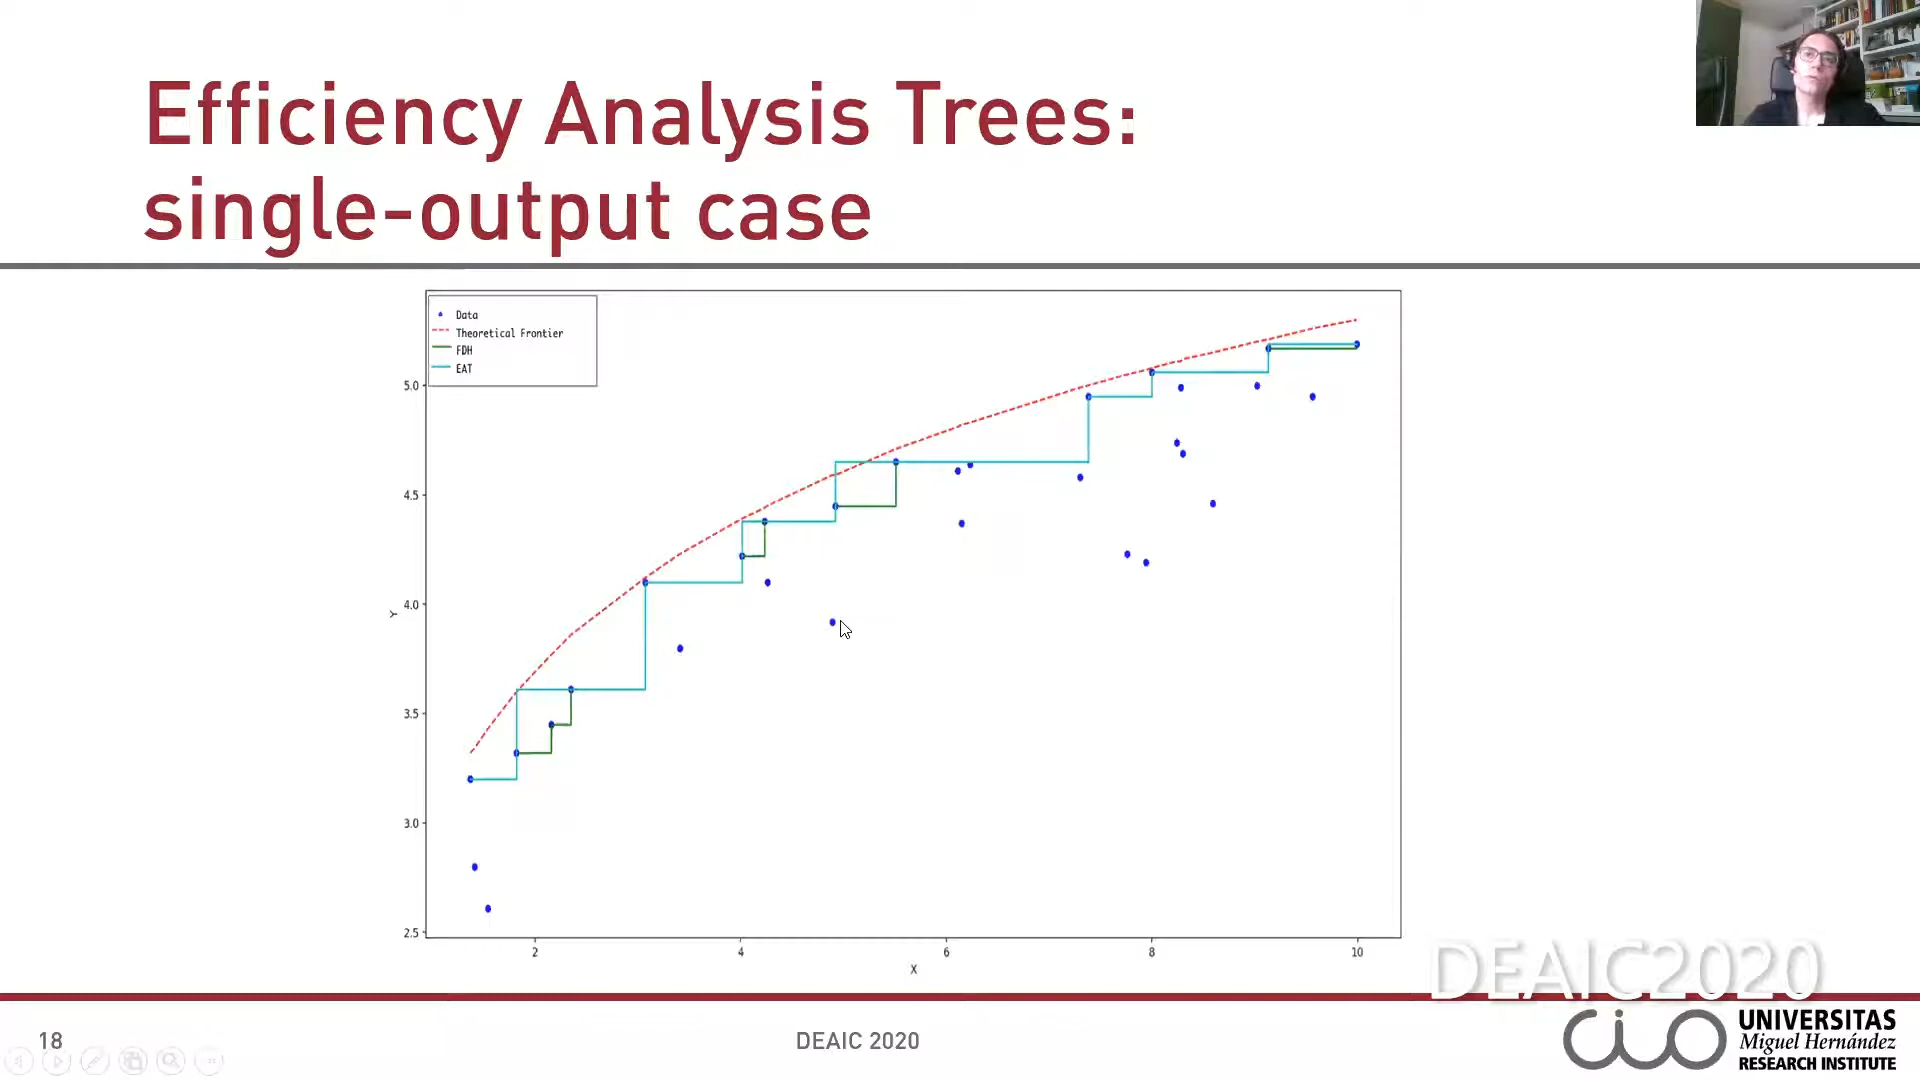 Efficiency Analysis Trees:
single-output case
Data
Theoretical Frontier
FDH
EAT
5.0
4.5
4.0
3.5
3.0
2.5
Y
2
4
6
8
10
X
DEAIC2020
18
DEAIC 2020
cio
UNIVERSITAS
Miguel Hernández
RESEARCH INSTITUTE